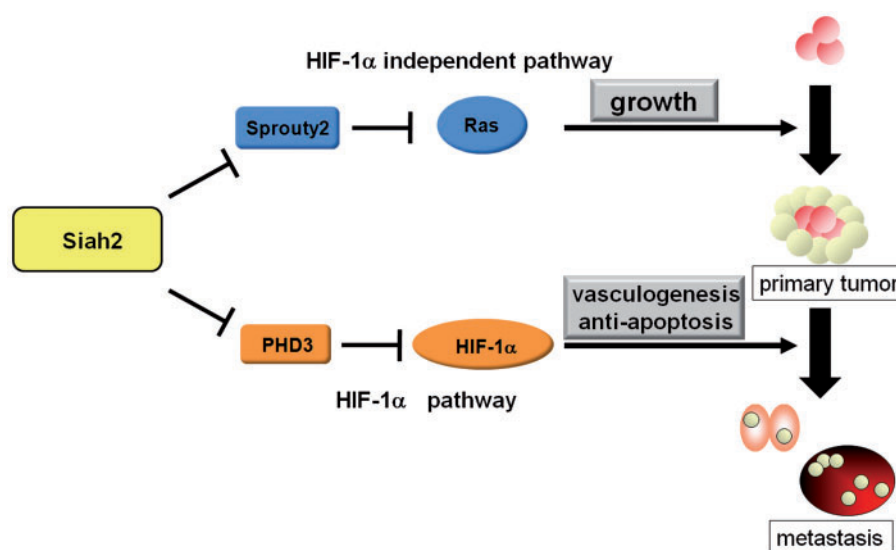 HIF-1α independent pathway
growth
Sprouty2
Ras
Siah2
primary tumor
vasculogenesis
anti-apoptosis
PHD3
HIF-1α
HIF-1α pathway
metastasis